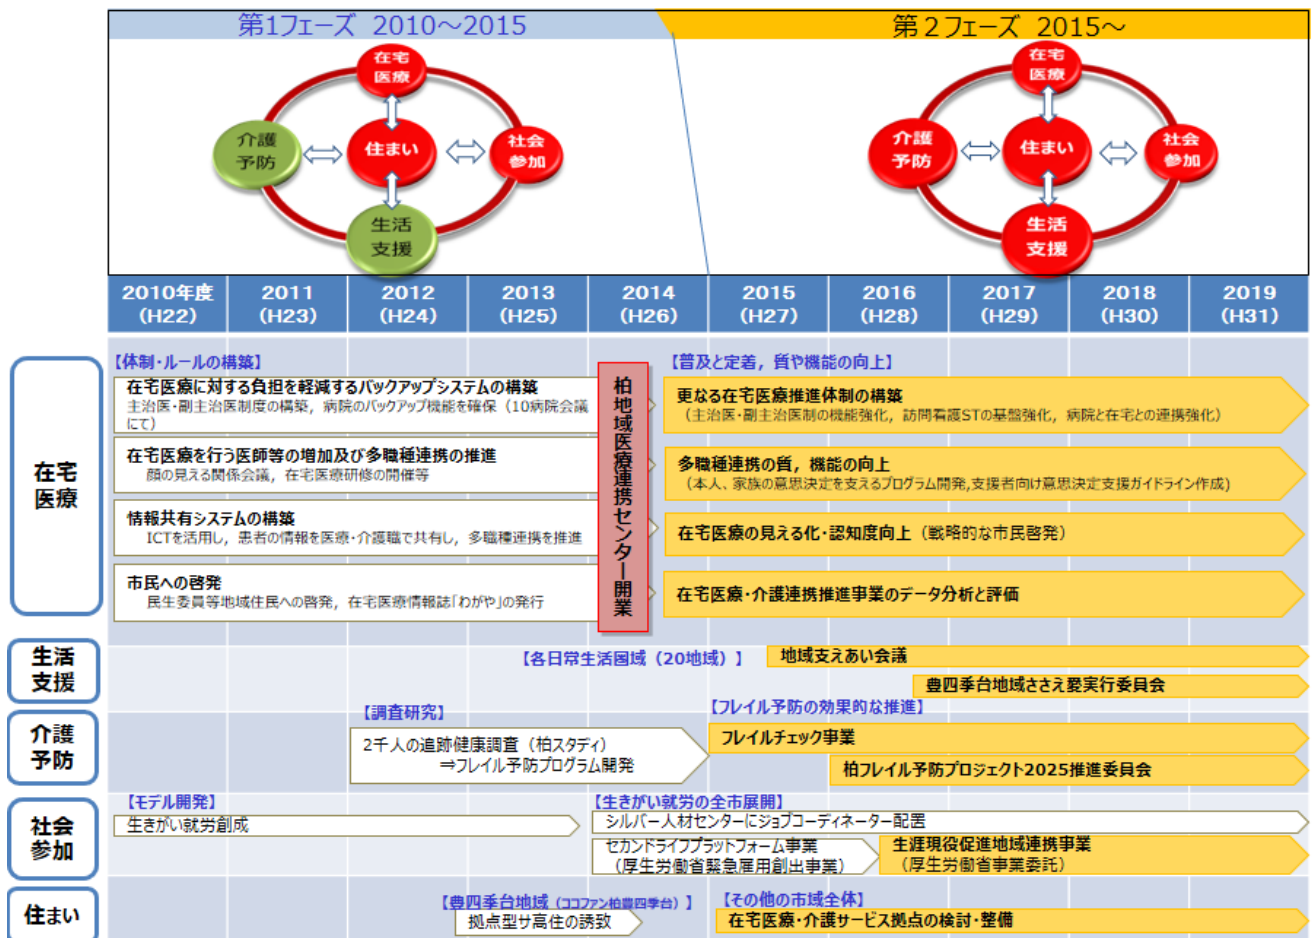 第1フェーズ 2010～2015
第２フェーズ 2015～
在宅
医療
介護
予防
住まい
社会
参加
生活
支援
在宅
医療
介護
予防
住まい
社会
参加
生活
支援
2010年度
(H22)
2011
(H23)
2012
(H24)
2013
(H25)
2014
(H26)
2015
(H27)
2016
(H28)
2017
(H29)
2018
(H30)
2019
(H31)
在宅
医療
【体制・ルールの構築】
在宅医療に対する負担を軽減するバックアップシステムの構築
主治医・副主治医制度の構築，病院のバックアップ機能を確保（10病院会議
にて）
在宅医療を行う医師等の増加及び多職種連携の推進
顔の見える関係会議，在宅医療研修の開催等
情報共有システムの構築
ICTを活用し，患者の情報を医療・介護職で共有し，多職種連携を推進
市民への啓発
民生委員等地域住民への啓発，在宅医療情報誌「わがや」の発行
柏地域医療連携センター開業
【普及と定着，質や機能の向上】
更なる在宅医療推進体制の構築
（主治医・副主治医制の機能強化，訪問看護STの基盤強化，病院と在宅との連携強化）
多職種連携の質，機能の向上
（本人、家族の意思決定を支えるプログラム開発,支援者向け意思決定支援ガイドライン作成）
在宅医療の見える化・認知度向上（戦略的な市民啓発）
在宅医療・介護連携推進事業のデータ分析と評価
生活
支援
【各日常生活圏域（20地域）】
地域支えあい会議
豊四季台地域ささえ愛実行委員会
介護
予防
【調査研究】
2千人の追跡健康調査（柏スタディ）
⇒フレイル予防プログラム開発
【フレイル予防の効果的な推進】
フレイルチェック事業
柏フレイル予防プロジェクト2025推進委員会
社会
参加
【モデル開発】
生きがい就労創成
【生きがい就労の全市展開】
シルバー人材センターにジョブコーディネーター配置
セカンドライフプラットフォーム事業
（厚生労働省緊急雇用創出事業）
生涯現役促進地域連携事業
（厚生労働省事業委託）
住まい
【豊四季台地域（ココファン柏豊四季台）】
拠点型サ高住の誘致
【その他の市域全体】
在宅医療・介護サービス拠点の検討・整備